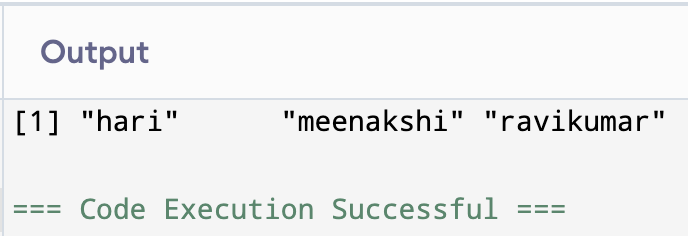 Output
[1] "hari"      "meenakshi" "ravikumar"
=== Code Execution Successful ===